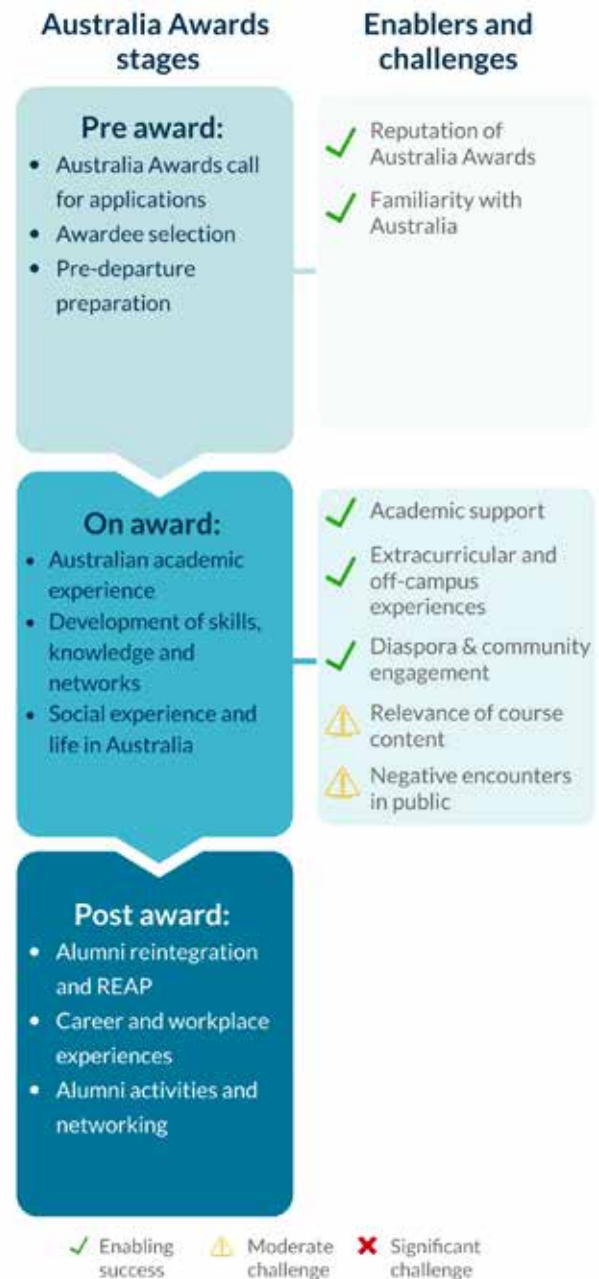 Australia Awards
stages
Enablers and
challenges
Pre award:
• Australia Awards call
for applications
• Awardee selection
• Pre-departure
preparation
Reputation of
Australia Awards
Familiarity with
Australia
On award:
• Australian academic
experience
• Development of skills,
knowledge and
networks
• Social experience and
life in Australia
Academic support
Extracurricular and
off-campus
experiences
Diaspora & community
engagement
Relevance of course
content
Negative encounters
in public
Post award:
• Alumni reintegration
and REAP
• Career and workplace
experiences
• Alumni activities and
networking
Enabling
success
Moderate
challenge
Significant
challenge